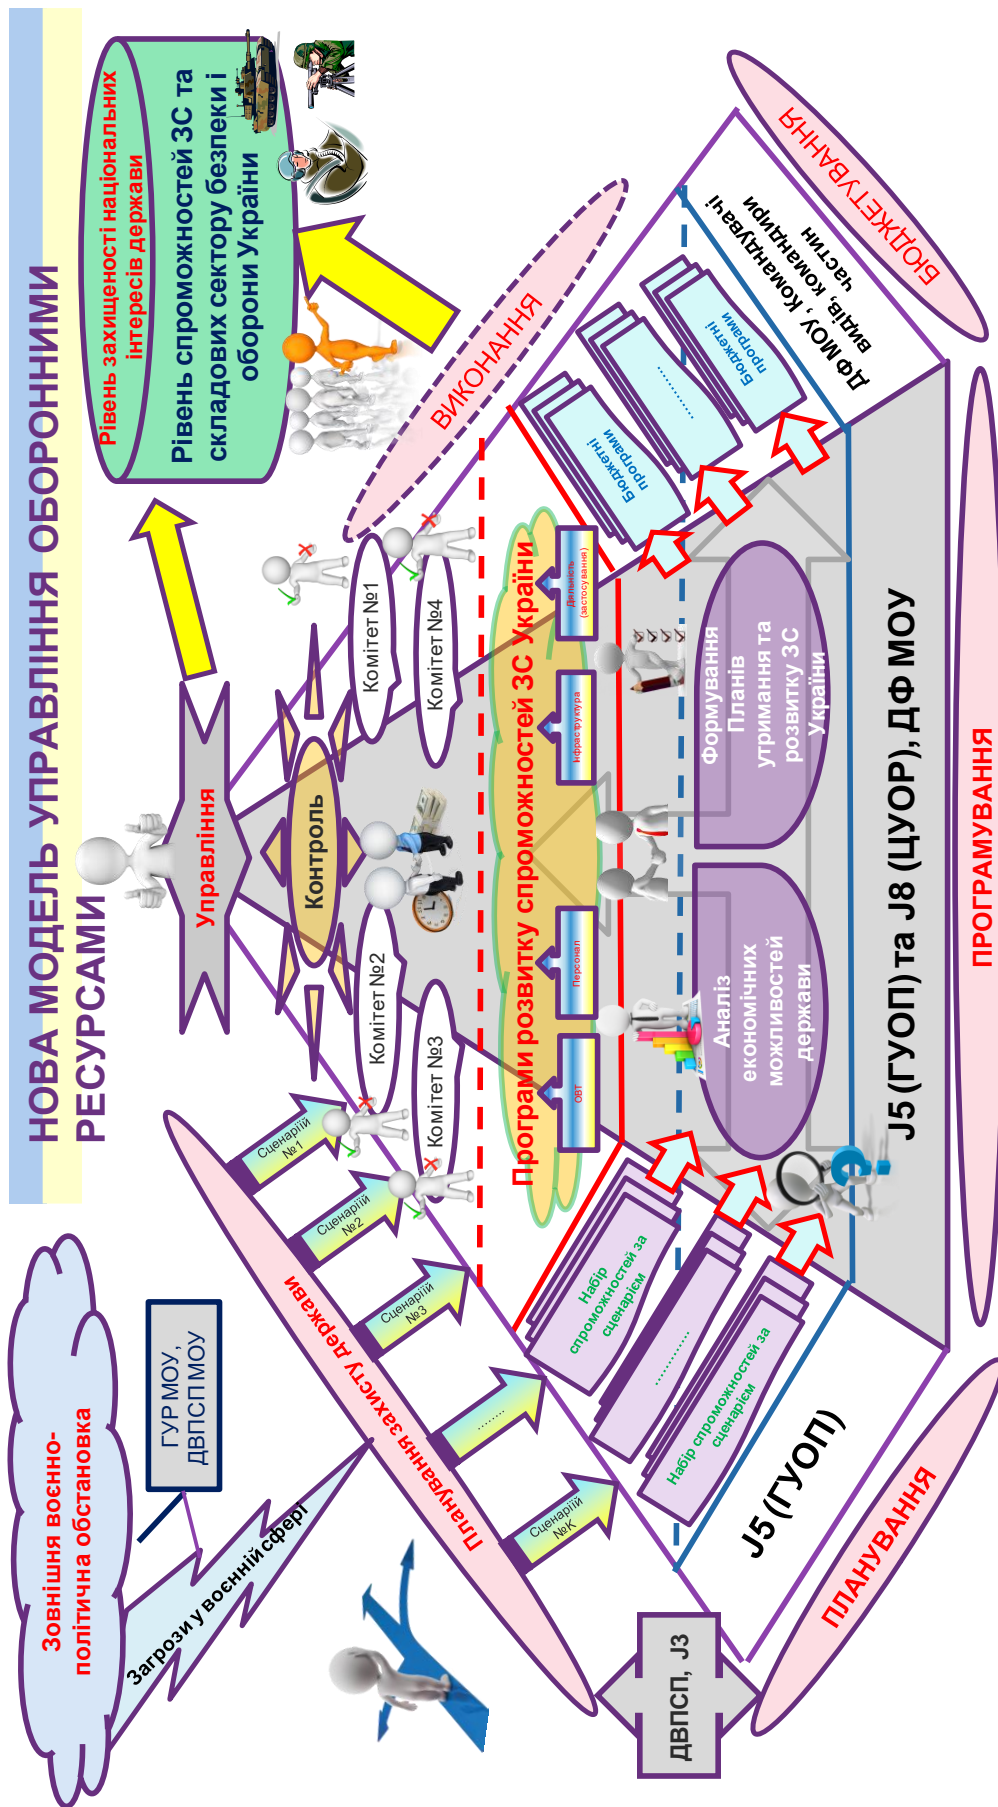 НОВА МОДЕЛЬ УПРАВЛІННЯ ОБОРОННИМИ
РЕСУРСАМИ
Зовнішня воєнно-
політична обстановка
ГУР МОУ,
ДВПСП МОУ
Загрози у воєнній сфері
Планування захисту держави
Сценарій
№1
Сценарій
№2
Сценарій
№3
........
Сценарій
№К
ДВПСП, J3
Управління
Контроль
Комітет №2
Комітет №3
Комітет №1
Комітет №4
Рівень захищеності національних
інтересів держави
Рівень спроможностей ЗС та
складових сектору безпеки і
оборони України
ВИКОНАННЯ
Програми розвитку спроможностей ЗС України
ОВТ
Персонал
Інфраструктура
Діяльність
(застосування)
Набір
спроможностей за
сценарієм
..............
Набір спроможностей за
сценарієм
Бюджетні
програми
..........
Бюджетні
програми
Аналіз
економічних
можливостей
держави
Формування
Планів
утримання та
розвитку ЗС
України
J5 (ГУОП)
J5 (ГУОП) та J8 (ЦУОР), ДФ МОУ
ДФ МОУ, Командувачі
видів, командири
частин
ПЛАНУВАННЯ
ПРОГРАМУВАННЯ
БЮДЖЕТУВАННЯ